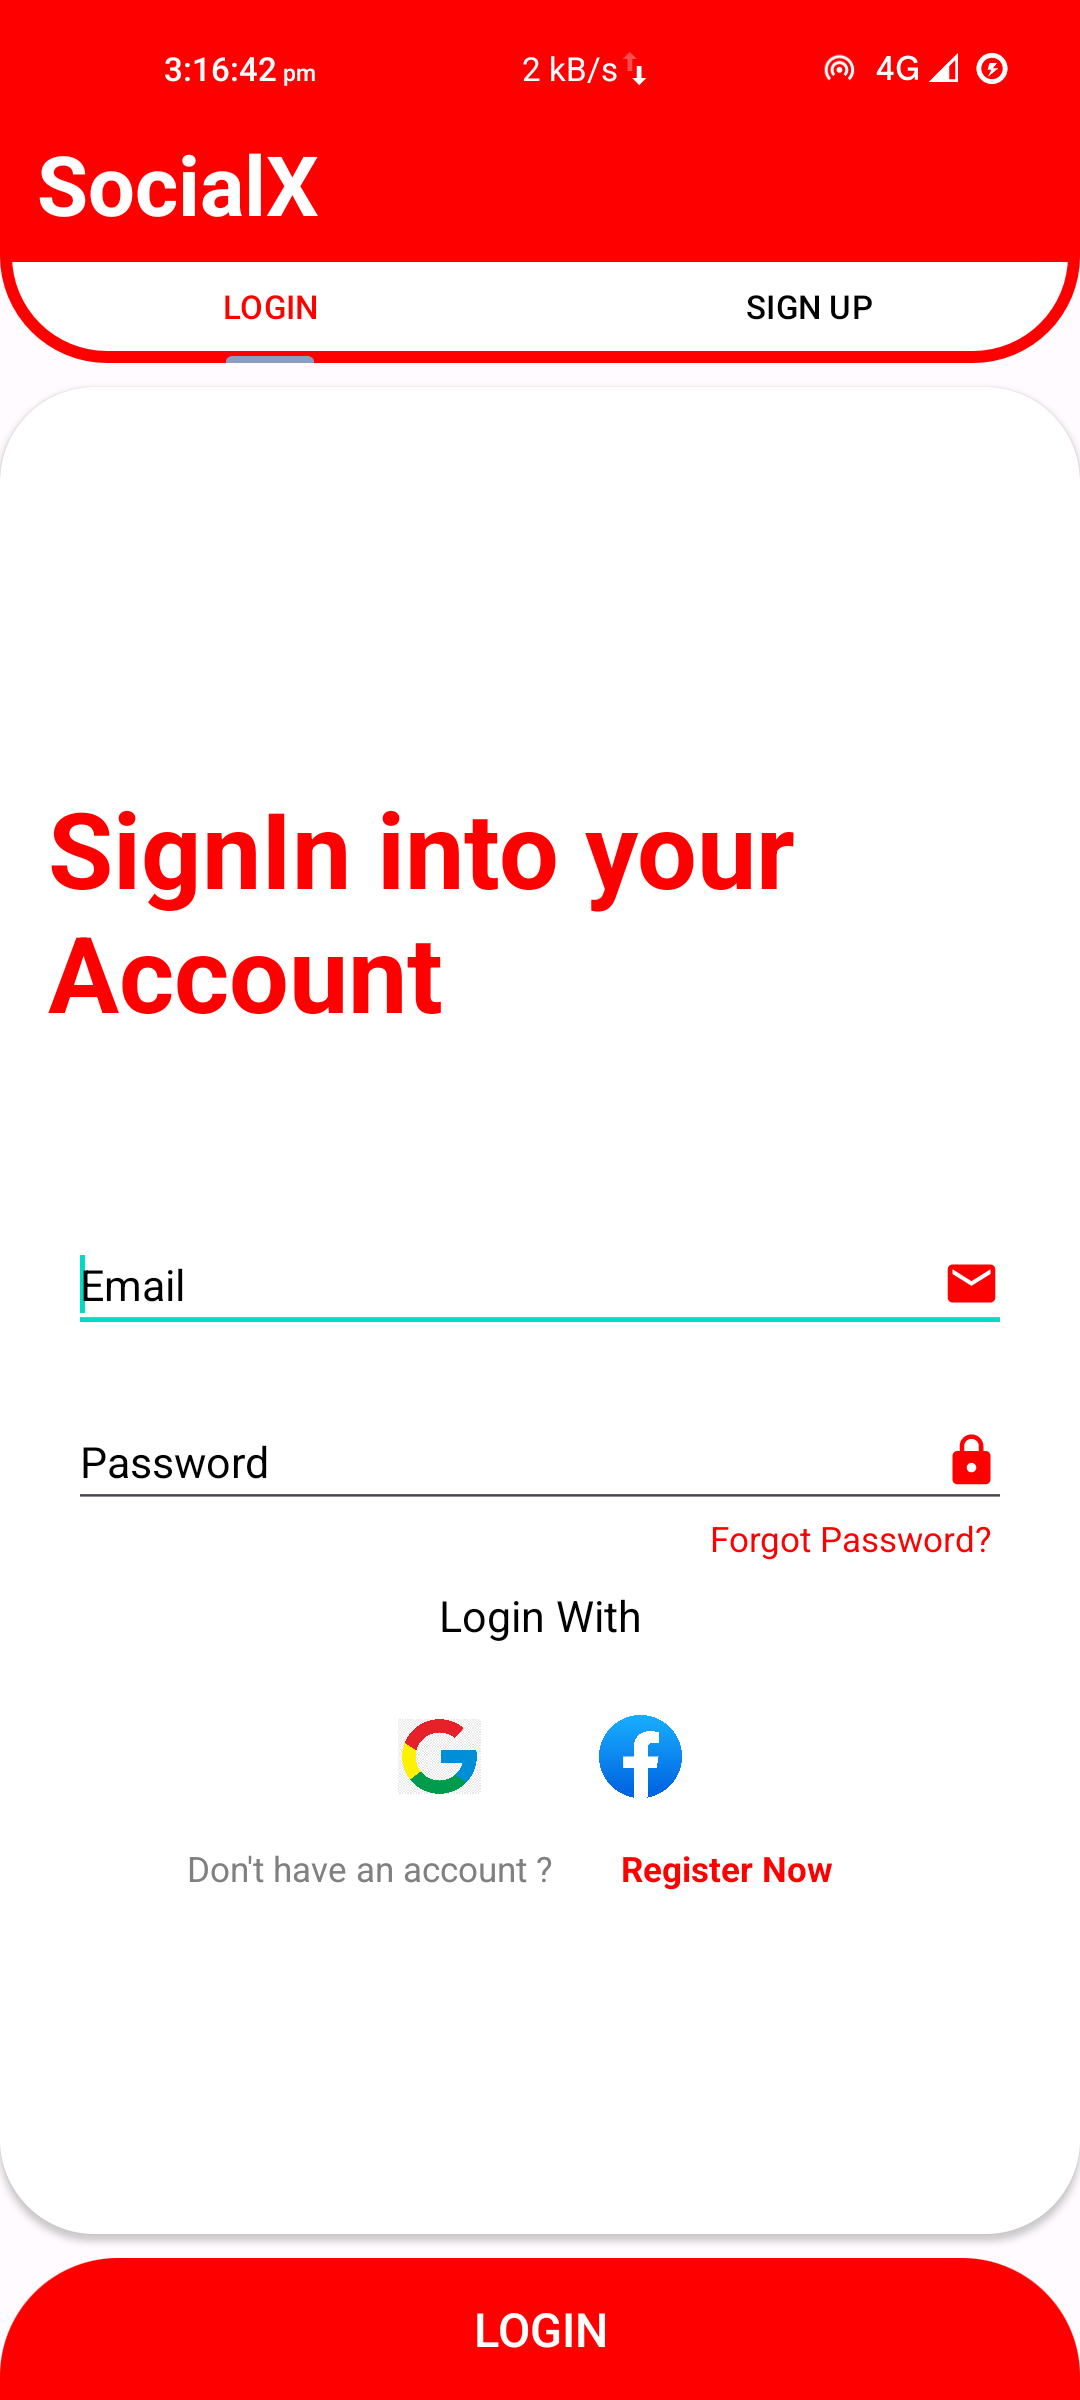 3:16:42 pm 2 kB/s 4G
SocialX
LOGIN SIGN UP
SignIn into your
Account
Email
Password
Forgot Password?
Login With
Don't have an account ? Register Now
LOGIN